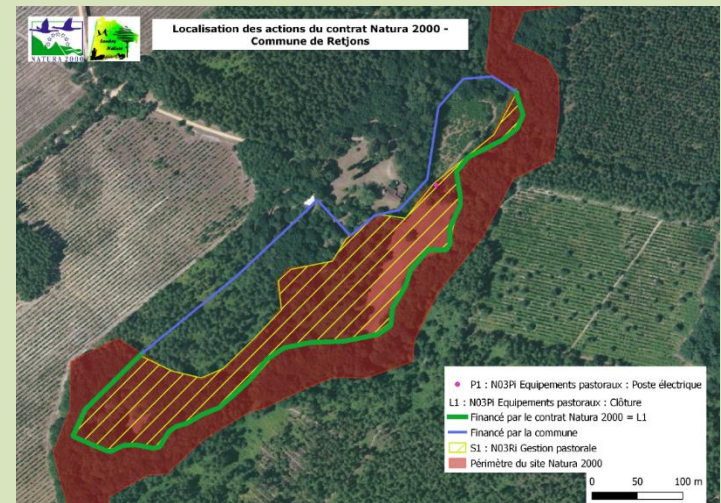 Localisation des actions du contrat Natura 2000 -
Commune de Retjons
NATURA 2000
P1 : N03Pi Equipements pastoraux : Poste électrique
L1 : N03Pi Equipements pastoraux : Clôture
Financé par le contrat Natura 2000 = L1
Financé par la commune
S1 : N03Ri Gestion pastorale
Périmètre du site Natura 2000
0 50 100 m